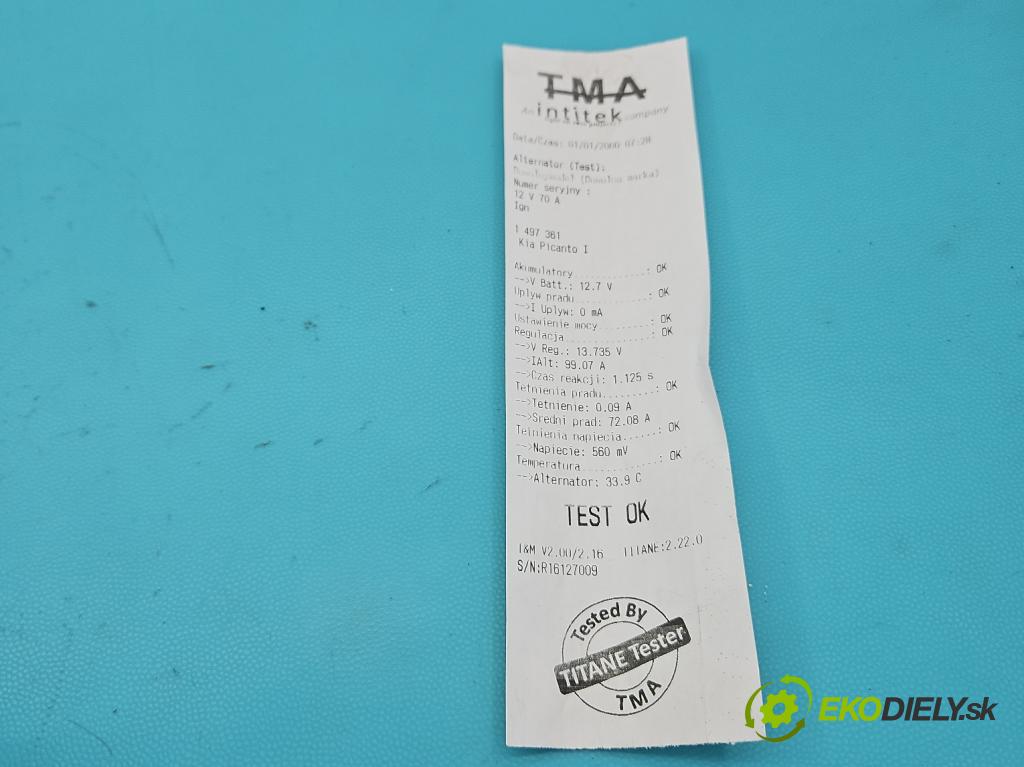 TMA
An intitek company
Data/Czas: 01/01/2000 07:28
Alternator (Test):
(Dowolna marka)
Numer seryjny :
12 V 70 A
Ign
1 497 361
Kia Picanto I
Akumulatory..........: OK
-->V Batt.: 12.7 V
Uplyw pradu..........: OK
-->I Uplyw: 0 mA
Ustawienie mocy.......: OK
Regulacja............: OK
-->V Reg.: 13.735 V
-->IAlt: 99.07 A
-->Czas reakcji: 1.125 s
Tetnienia pradu.......: OK
-->Tetnienie: 0.09 A
-->Sredni prad: 72.08 A
Tetnienia napiecia.....: OK
-->Napiecie: 560 mV
Temperatura..........: OK
-->Alternator: 33.9 C
TEST OK
I&M V2.00/2.16 TITANE:2.22.0
S/N:R16127009
Tested By
TITANE Tester
TMA
EKODIELY.sk